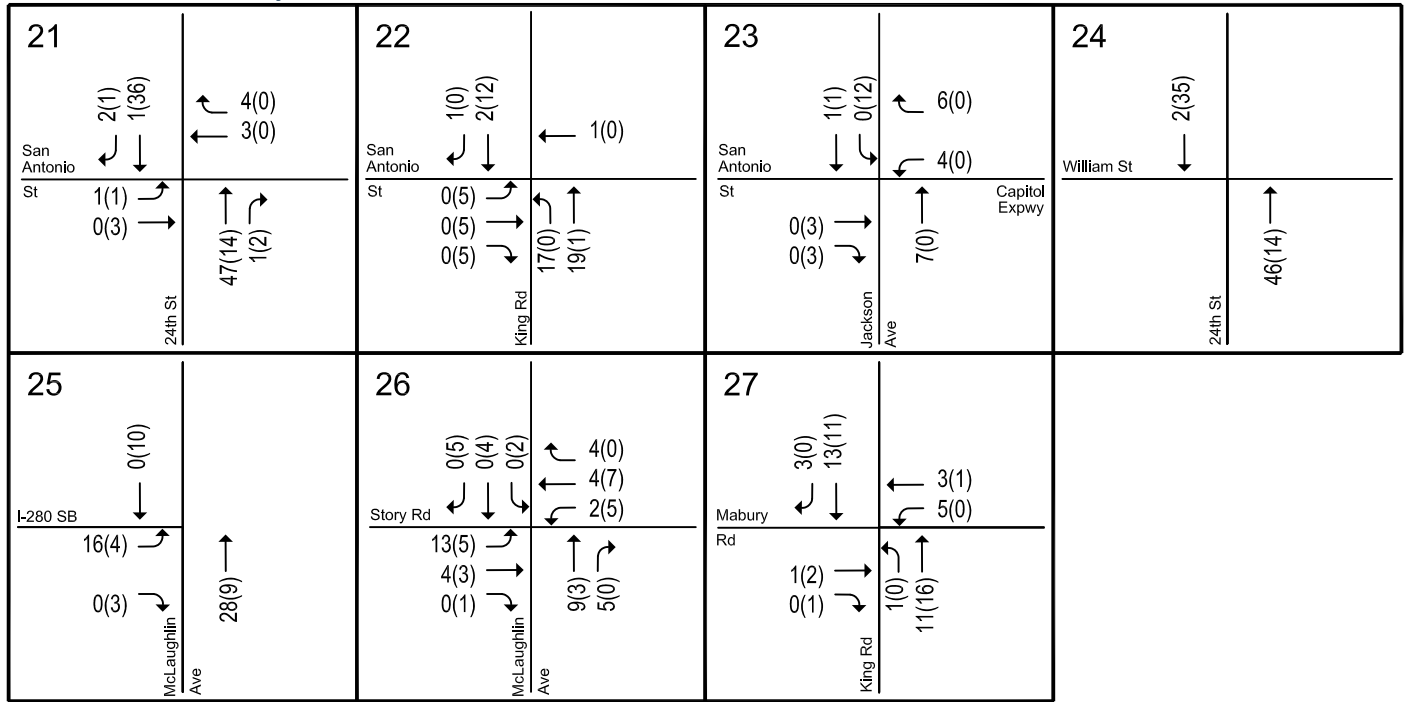 21
2(1)
1(36)
4(0)
3(0)
San
Antonio
St
1(1)
0(3)
47(14)
1(2)
24th St
22
1(0)
2(12)
1(0)
San
Antonio
St
0(5)
0(5)
0(5)
17(0)
19(1)
King Rd
23
1(1)
0(12)
6(0)
4(0)
San
Antonio
St
Capitol
Expwy
0(3)
0(3)
7(0)
Jackson
Ave
24
2(35)
William St
46(14)
24th St
25
0(10)
I-280 SB
16(4)
0(3)
28(9)
McLaughlin
Ave
26
0(5)
0(4)
0(2)
4(0)
4(7)
2(5)
Story Rd
13(5)
4(3)
0(1)
9(3)
5(0)
McLaughlin
Ave
27
3(0)
13(11)
3(1)
5(0)
Mabury
Rd
1(2)
0(1)
1(0)
11(16)
King Rd